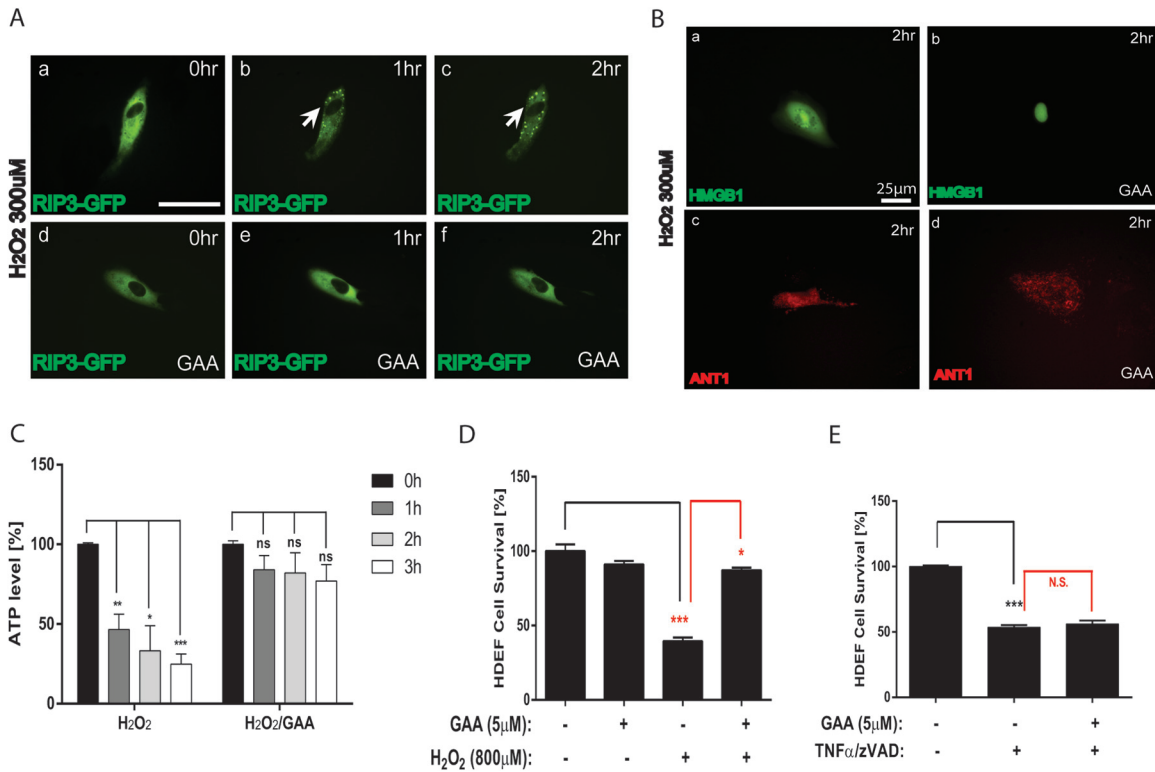 A
H2O2 300uM
a
0hr
RIP3-GFP
b
1hr
RIP3-GFP
c
2hr
RIP3-GFP
d
0hr
RIP3-GFP
GAA
e
1hr
RIP3-GFP
GAA
f
2hr
RIP3-GFP
GAA
B
H2O2 300uM
a
2hr
HMGB1
25µm
b
2hr
HMGB1
GAA
c
2hr
ANT1
d
2hr
ANT1
GAA
C
ATP level [%]
150
100
50
0
** * ***
ns ns ns
H2O2 H2O2/GAA
0h
1h
2h
3h
D
HDEF Cell Survival [%]
150
100
50
0
***
*
GAA (5µM): - + - +
H2O2 (800µM): - - + +
E
HDEF Cell Survival [%]
150
100
50
0
***
N.S.
GAA (5µM): - - +
TNFα/zVAD: - + +